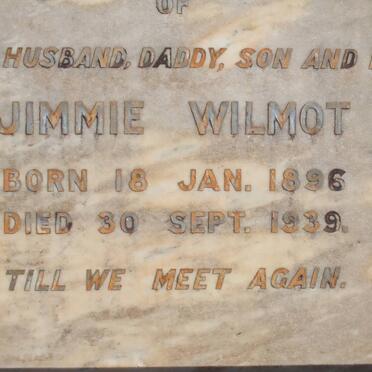 OF
HUSBAND, DADDY, SON AND
JIMMIE WILMOT
BORN 18 JAN. 1896
DIED 30 SEPT. 1939.
TILL WE MEET AGAIN.